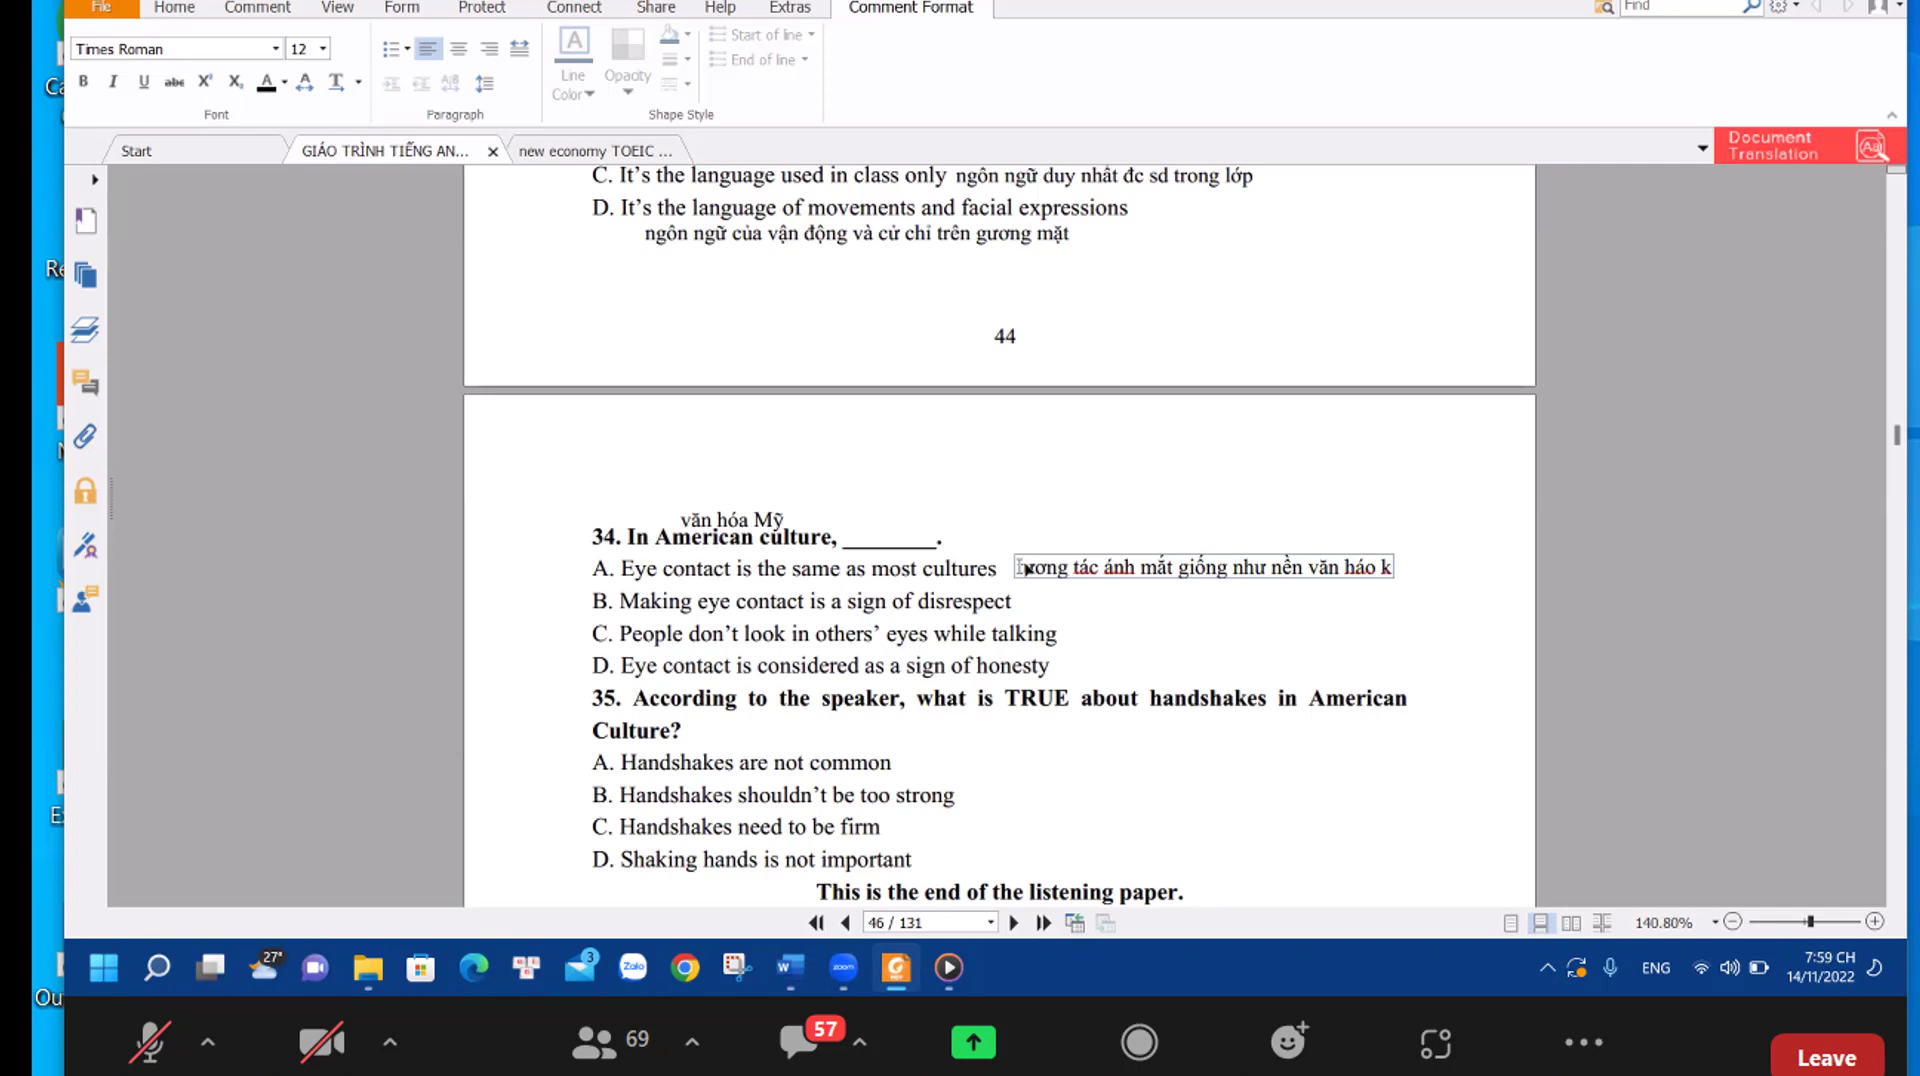 File Home Comment View Form Protect Connect Share Help Extras Comment Format Find
Times Roman 12 Start of line
End of line
Line Color Opacity
Font Paragraph Shape Style
Start GIÁO TRÌNH TIẾNG AN... new economy TOEIC ... Document Translation
C. It’s the language used in class only ngôn ngữ duy nhất đc sd trong lớp
D. It’s the language of movements and facial expressions
ngôn ngữ của vận động và cử chỉ trên gương mặt
44
văn hóa Mỹ
34. In American culture, ________.
A. Eye contact is the same as most cultures ương tác ánh mắt giống như nền văn háo k
B. Making eye contact is a sign of disrespect
C. People don’t look in others’ eyes while talking
D. Eye contact is considered as a sign of honesty
35. According to the speaker, what is TRUE about handshakes in American
Culture?
A. Handshakes are not common
B. Handshakes shouldn’t be too strong
C. Handshakes need to be firm
D. Shaking hands is not important
This is the end of the listening paper.
46 / 131 140.80%
27° 3 Zalo zoom ENG 7:59 CH
14/11/2022
69 57 Leave